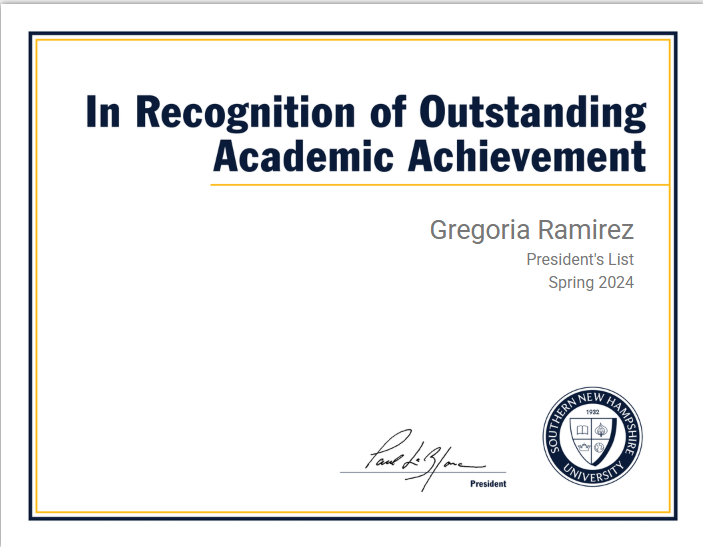 In Recognition of Outstanding
Academic Achievement
Gregoria Ramirez
President's List
Spring 2024
Paul LeBlanc
President
SOUTHERN NEW HAMPSHIRE
1932
UNIVERSITY